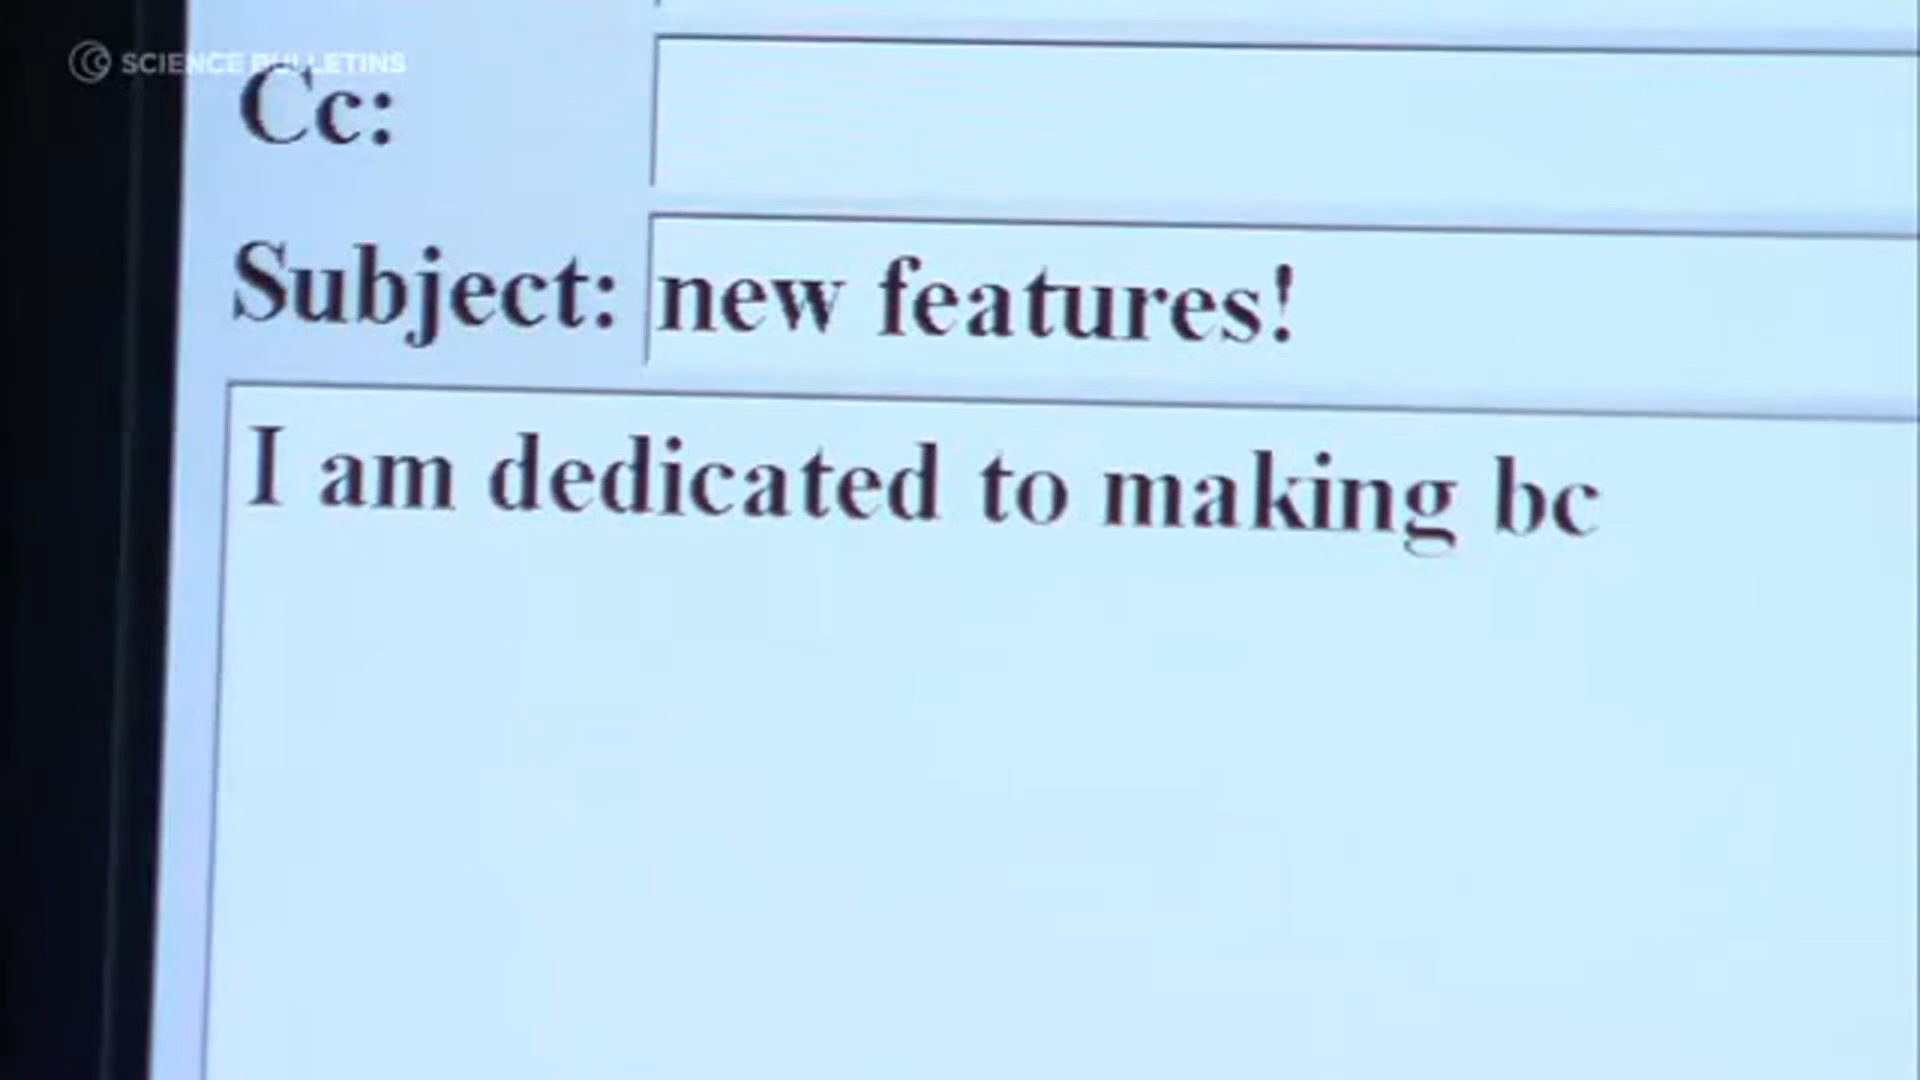 SCIENCE BULLETINS
Cc:
Subject: new features!
I am dedicated to making bc